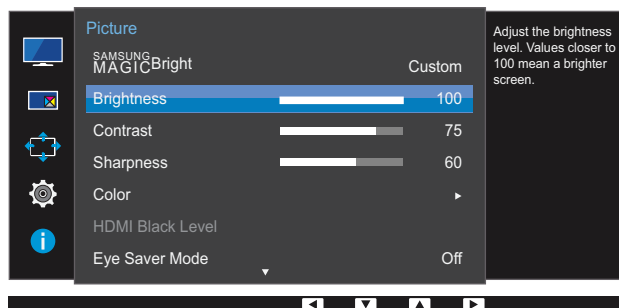 Picture
SAMSUNG
MAGICBright Custom
Brightness 100
Contrast 75
Sharpness 60
Color
HDMI Black Level
Eye Saver Mode Off
Adjust the brightness
level. Values closer to
100 mean a brighter
screen.